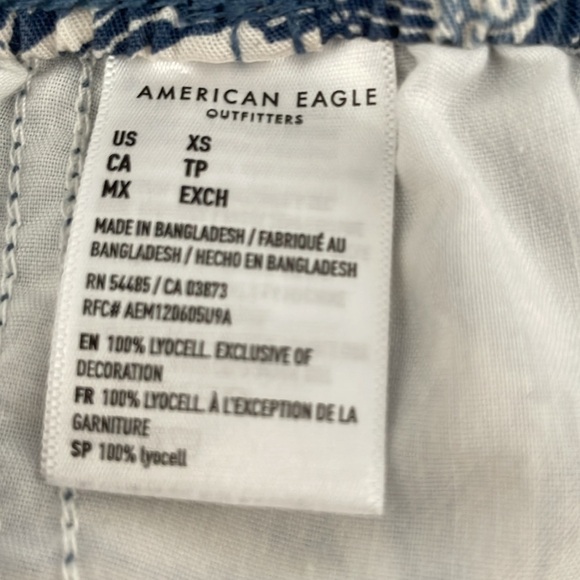 AMERICAN EAGLE
OUTFITTERS
US XS
CA TP
MX EXCH
MADE IN BANGLADESH / FABRIQUÉ AU
BANGLADESH / HECHO EN BANGLADESH
RN 54485 / CA 03873
RFC# AEM120605U9A
EN 100% LYOCELL. EXCLUSIVE OF
DECORATION
FR 100% LYOCELL. À L'EXCEPTION DE LA
GARNITURE
SP 100% lyocell